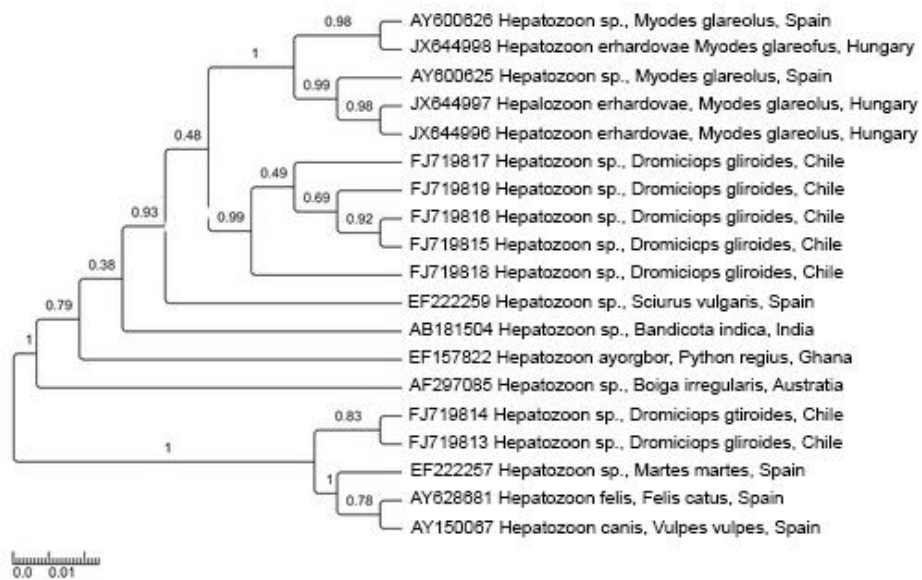 0.98
AY600626 Hepatozoon sp., Myodes glareolus, Spain
JX644998 Hepatozoon erhardovae Myodes glareofus, Hungary
1
AY600625 Hepatozoon sp., Myodes glareolus, Spain
0.99
JX644997 Hepalozoon erhardovae, Myodes glareolus, Hungary
0.98
JX644996 Hepatozoon erhardovae, Myodes glareolus, Hungary
0.48
FJ719817 Hepatozoon sp., Dromiciops gliroides, Chile
0.49
FJ719819 Hepatozoon sp., Dromiciops gliroides, Chile
0.69
FJ719816 Hepatozoon sp., Dromiciops gliroides, Chile
0.92
FJ719815 Hepatozoon sp., Dromicicps gliroides, Chile
0.99
FJ719818 Hepatozoon sp., Dromiciops gliroides, Chile
0.93
EF222259 Hepatozoon sp., Sciurus vulgaris, Spain
0.38
AB181504 Hepatozoon sp., Bandicota indica, India
0.79
EF157822 Hepatozoon ayorgbor, Python regius, Ghana
1
AF297085 Hepatozoon sp., Boiga irregularis, Austratia
0.83
FJ719814 Hepatozoon sp., Dromiciops gtiroides, Chile
FJ719813 Hepatozoon sp., Dromiciops gliroides, Chile
1
EF222257 Hepatozoon sp., Martes martes, Spain
1
AY628681 Hepatozoon felis, Felis catus, Spain
0.78
AY150067 Hepatozoon canis, Vulpes vulpes, Spain
0.0 0.01